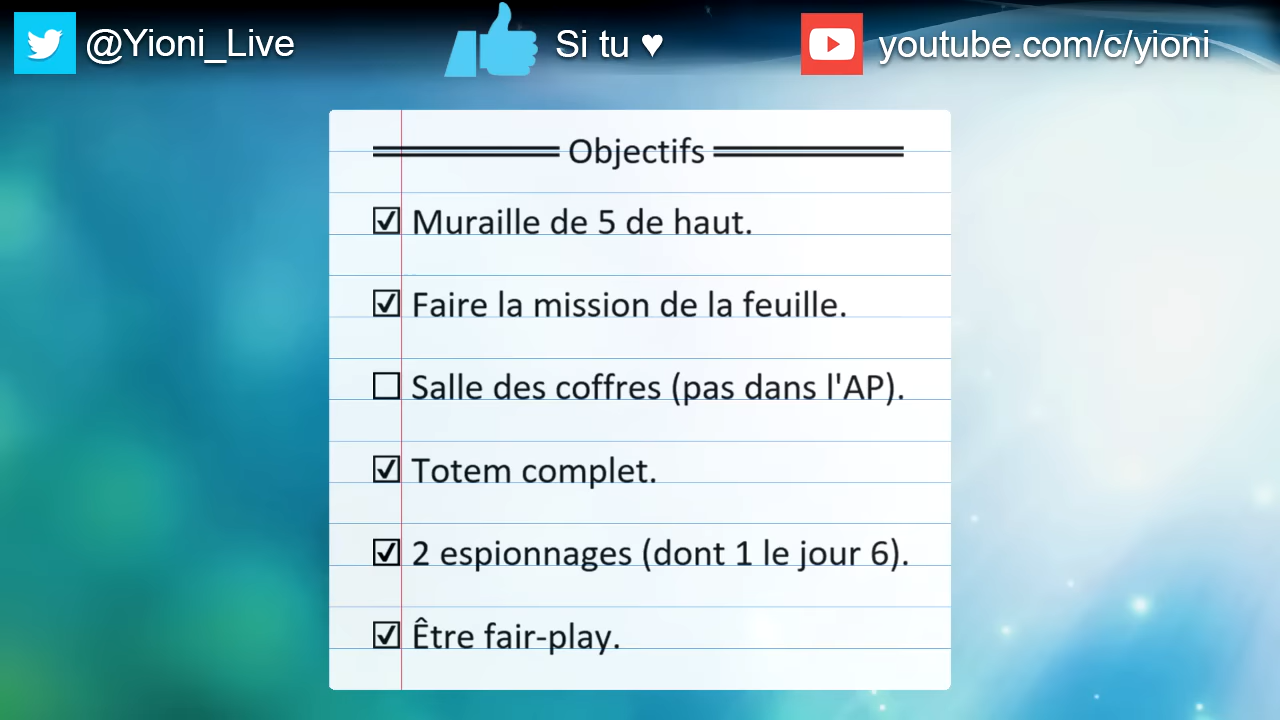 @Yioni_Live
Si tu ♥
youtube.com/c/yioni
Objectifs
☑ Muraille de 5 de haut.
☑ Faire la mission de la feuille.
☐ Salle des coffres (pas dans l'AP).
☑ Totem complet.
☑ 2 espionnages (dont 1 le jour 6).
☑ Être fair-play.